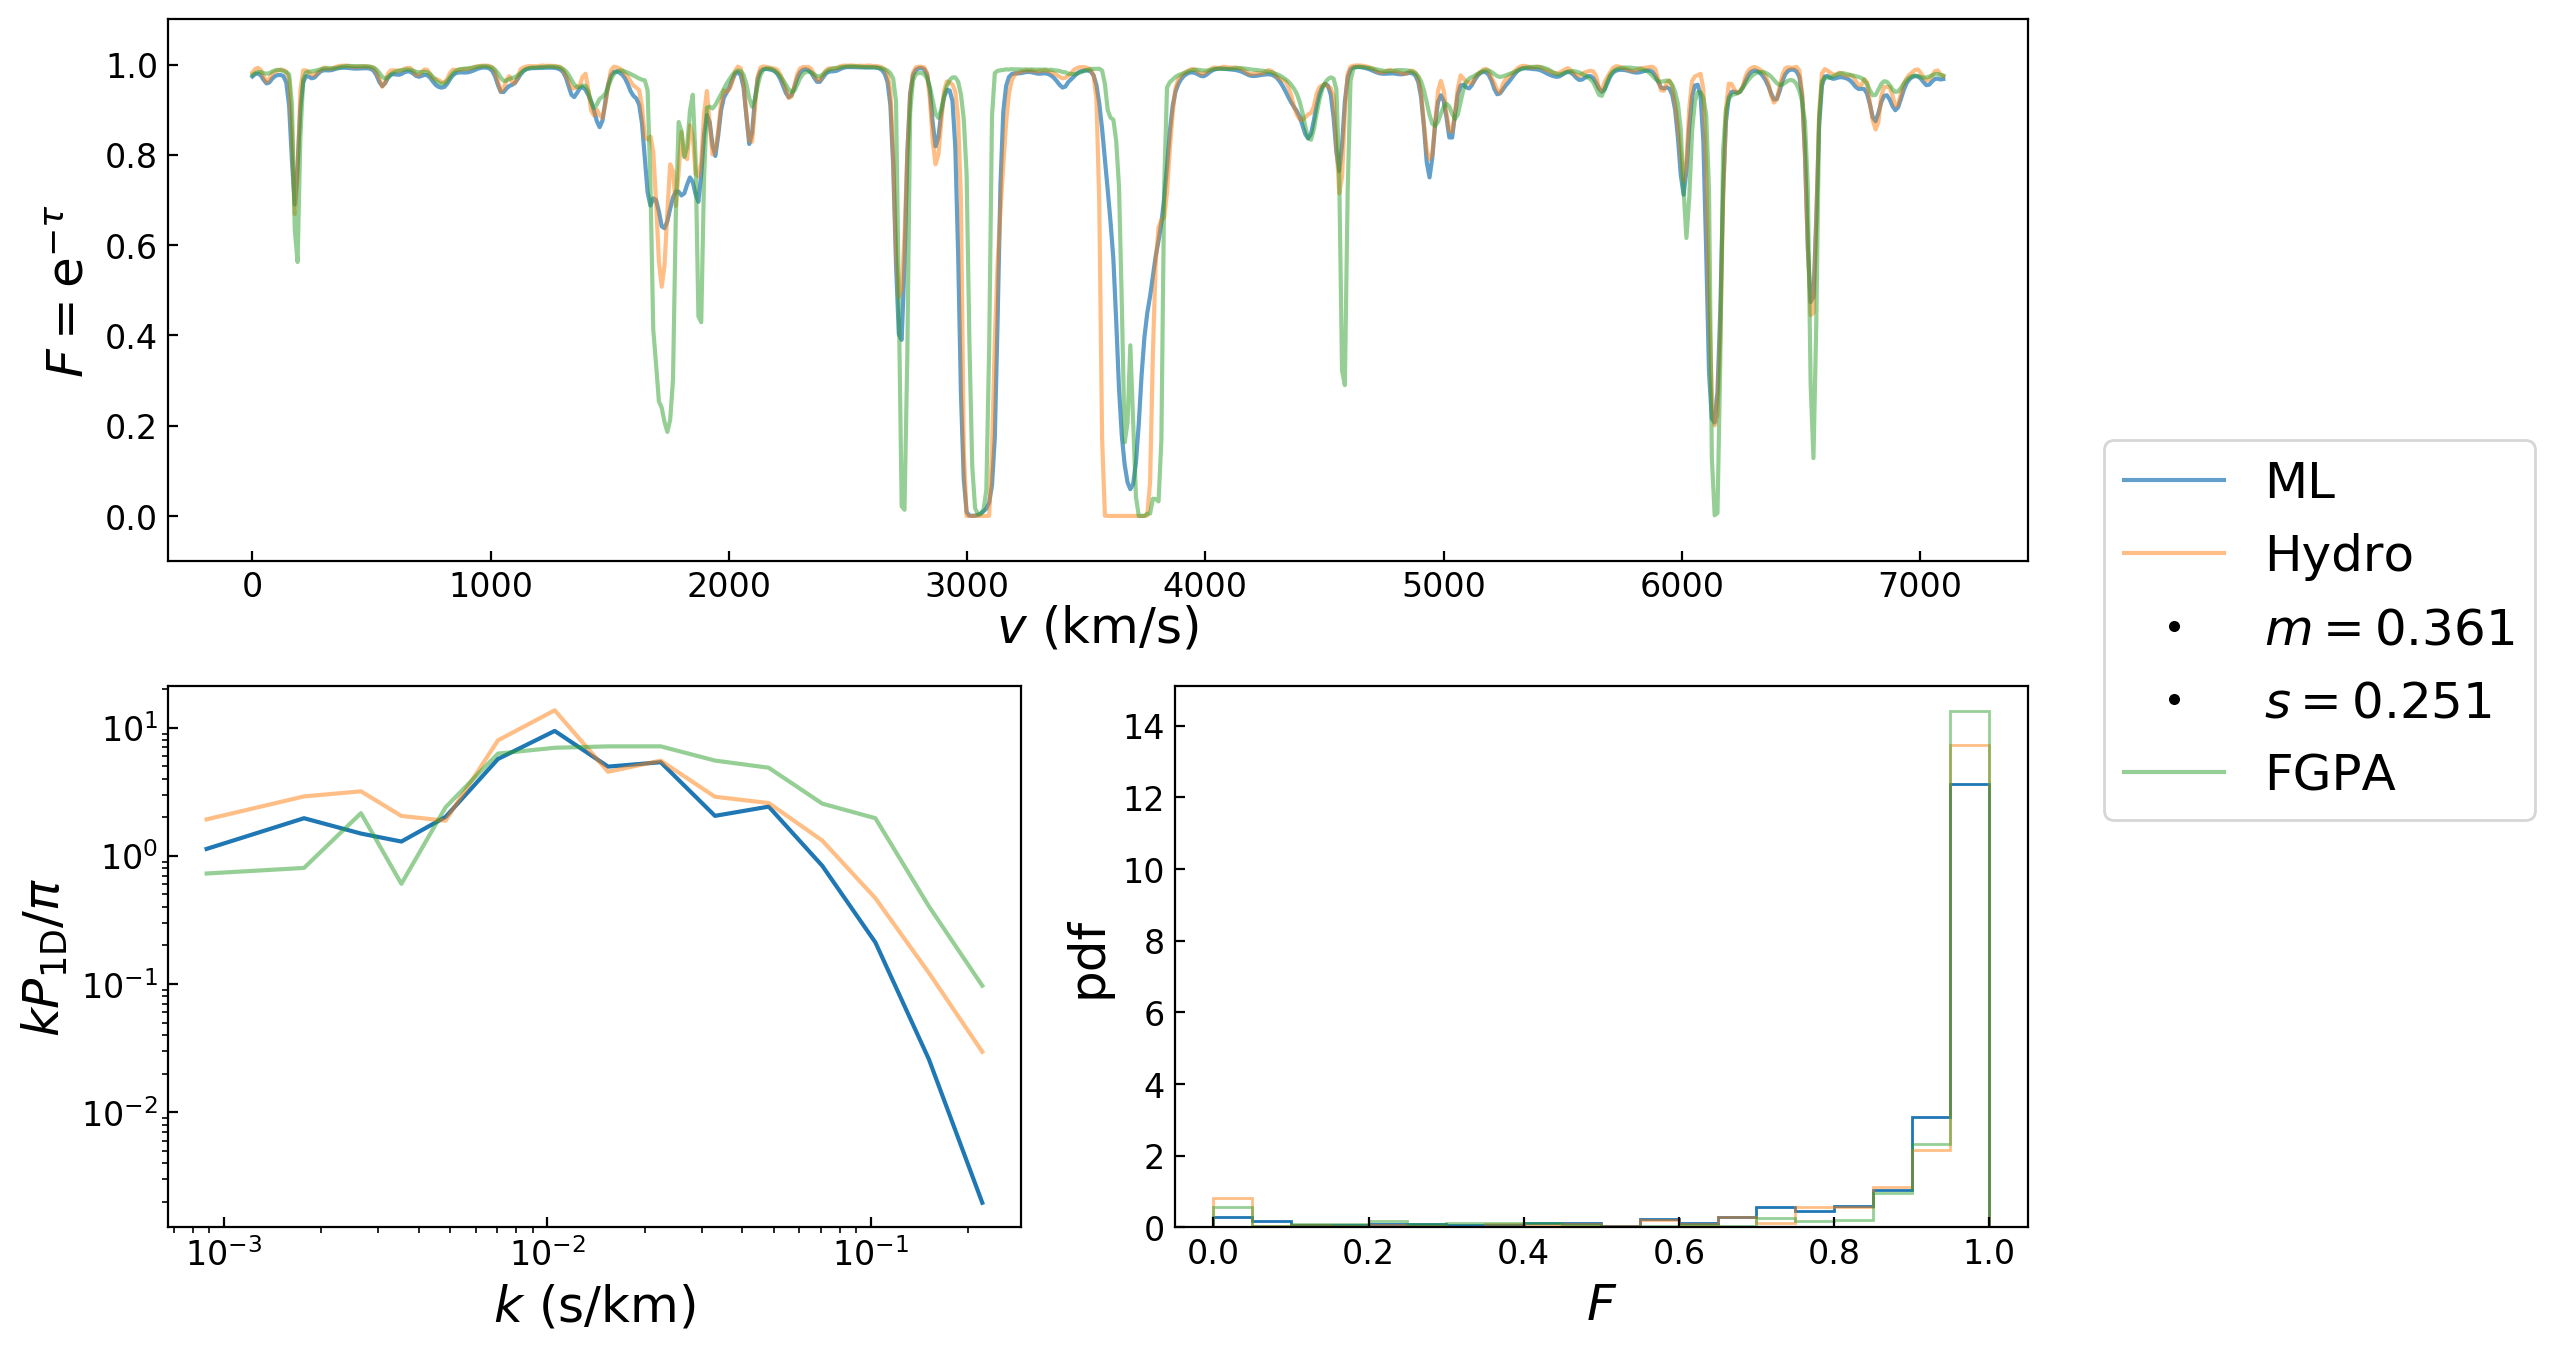 1.0
0.8
0.6
0.4
0.2
0.0
F = e^{−τ}
0 1000 2000 3000 4000 5000 6000 7000
v (km/s)
ML
Hydro
m = 0.361
s = 0.251
FGPA
10^1
10^0
10^{−1}
10^{−2}
kP_{1D}/π
10^{−3} 10^{−2} 10^{−1}
k (s/km)
14
12
10
8
6
4
2
0
pdf
0.0 0.2 0.4 0.6 0.8 1.0
F